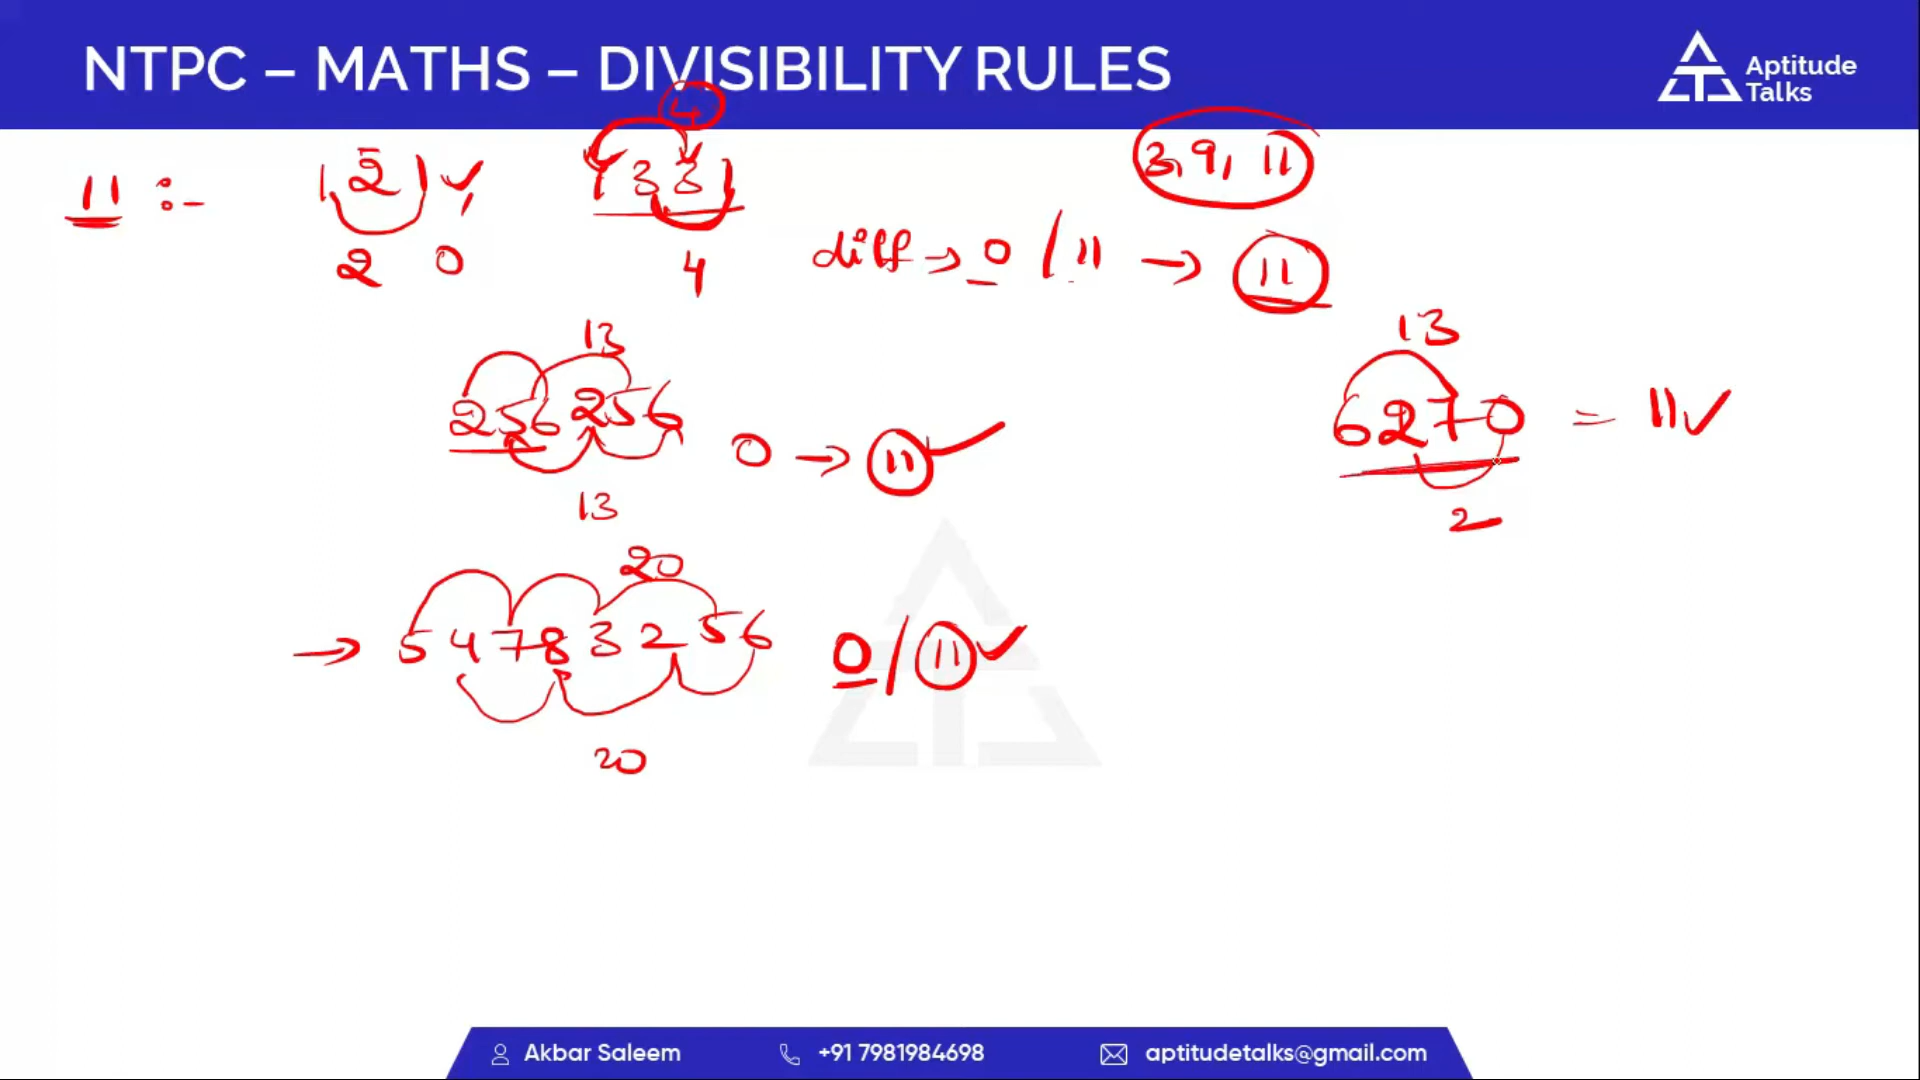 NTPC – MATHS – DIVISIBILITY RULES
Aptitude
Talks
4
11 :- 121 ✓, 1331 3, 9, 11
2 0 4 diff → 0 / 11 → 11
13 13
256256 0 → 11 ✓ 6270 = 11 ✓
13 2
20
→ 54783256 0 / 11 ✓
20
Akbar Saleem +91 7981984698 aptitudetalks@gmail.com